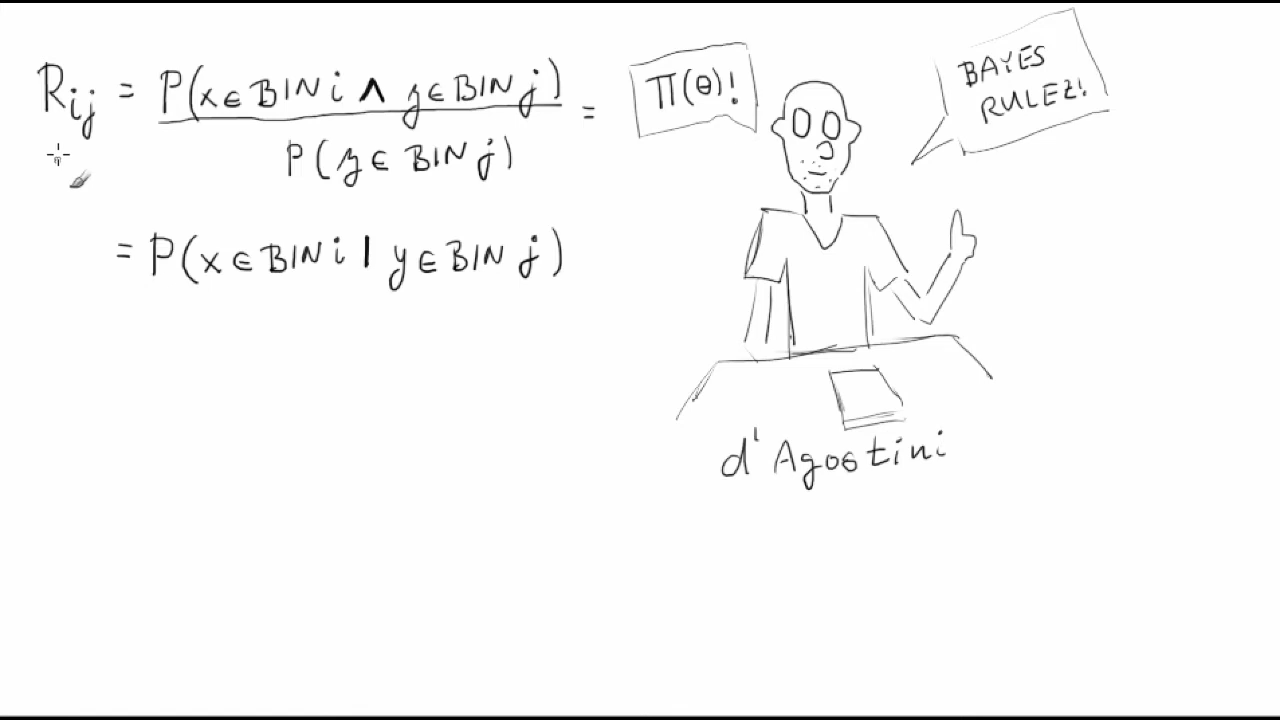 Rij = P(x ∈ BIN i ∧ y ∈ BIN j) =
P(y ∈ BIN j)
= P(x ∈ BIN i | y ∈ BIN j)
π(θ)!
BAYES
RULEZ!
d'Agostini